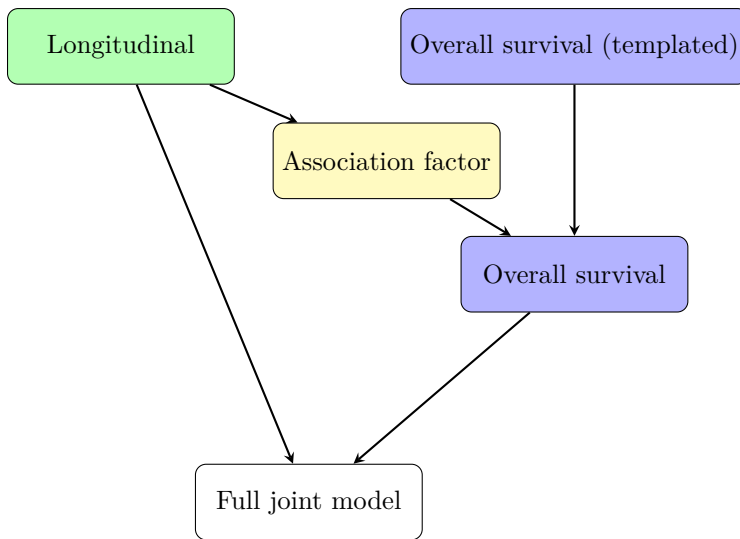 Longitudinal
Overall survival (templated)
Association factor
Overall survival
Full joint model